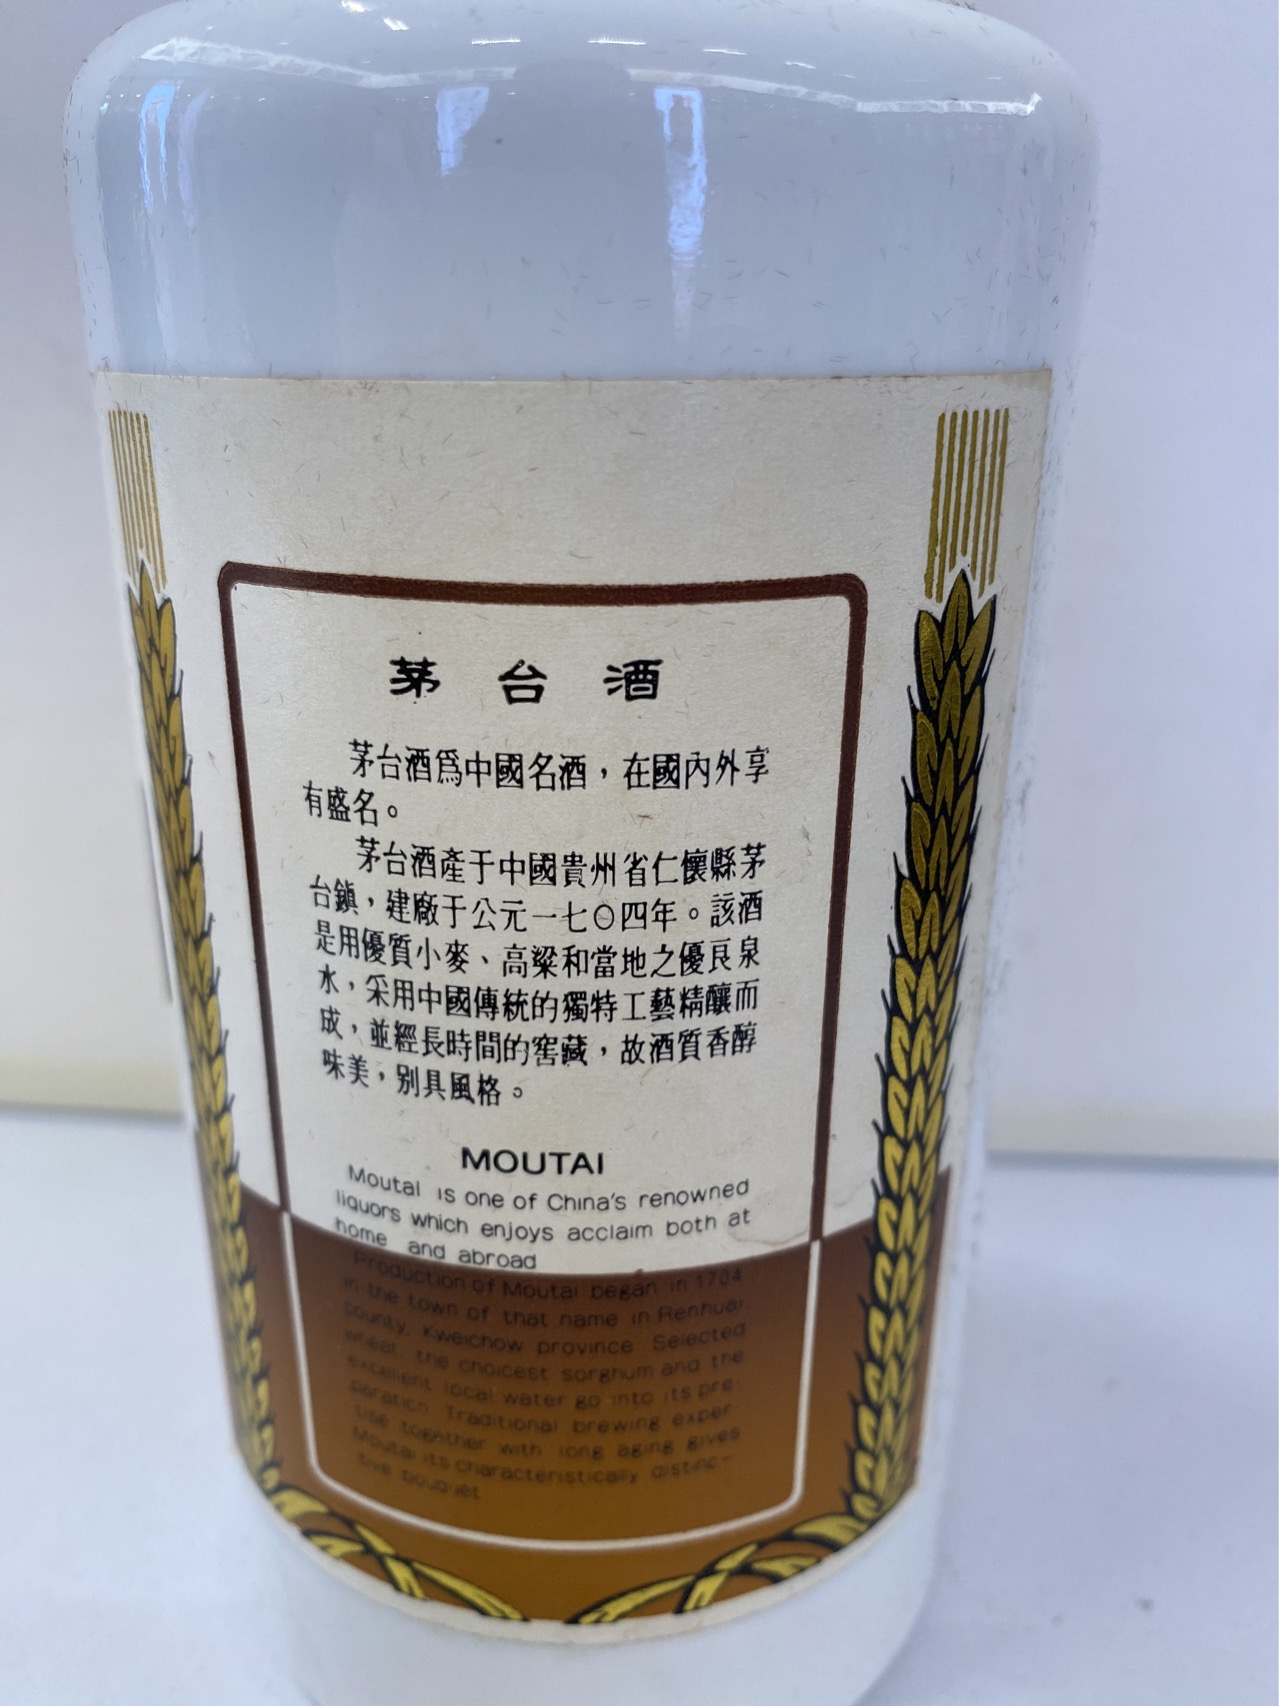 茅台酒
茅台酒爲中國名酒，在國內外享
有盛名。
茅台酒產于中國貴州省仁懷縣茅
台鎮，建廠于公元一七〇四年。該酒
是用優質小麥、高粱和當地之優良泉
水，采用中國傳統的獨特工藝精釀而
成，並經長時間的窖藏，故酒質香醇
味美，别具風格。
MOUTAI
Moutai is one of China's renowned
liquors which enjoys acclaim both at
home and abroad
Production of Moutai began in 1704
in the town of that name in Renhuai
county, Kweichow province Selected
wheat, the choicest sorghum and the
excellent local water go into its pre
paration Traditional brewing exper-
tise together with long aging gives
Moutai its characteristically distinc-
tive bouquet